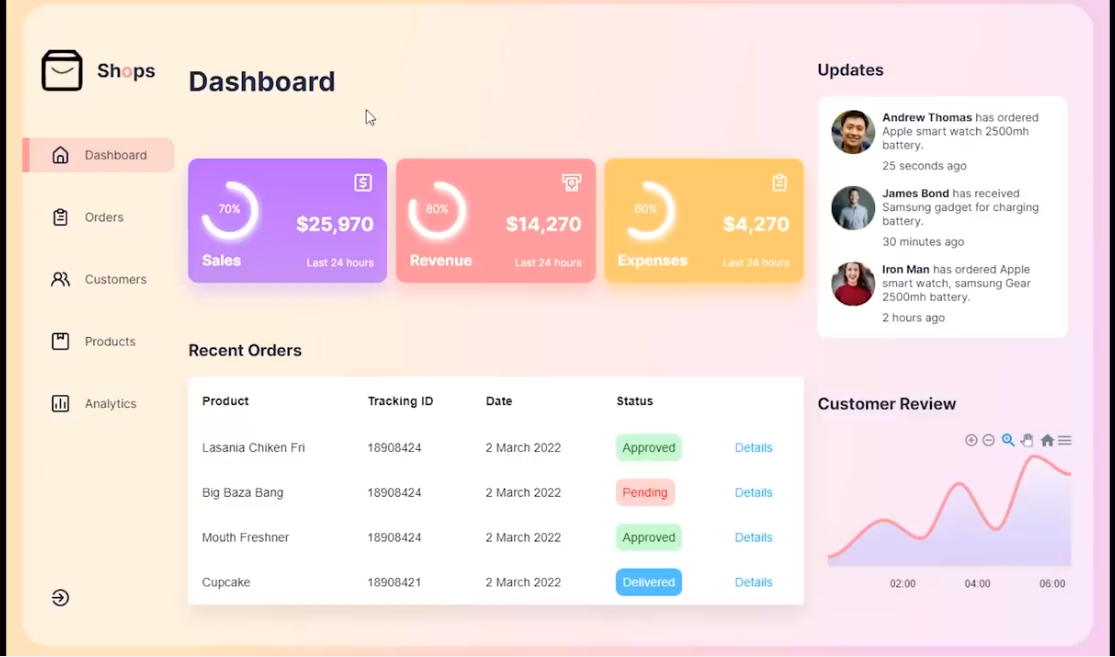 Shops
Dashboard
Dashboard
Orders
Customers
Products
Analytics
70%
$25,970
Sales
Last 24 hours
80%
$14,270
Revenue
Last 24 hours
60%
$4,270
Expenses
Last 24 hours
Recent Orders
Product Tracking ID Date Status
Lasania Chiken Fri 18908424 2 March 2022 Approved Details
Big Baza Bang 18908424 2 March 2022 Pending Details
Mouth Freshner 18908424 2 March 2022 Approved Details
Cupcake 18908421 2 March 2022 Delivered Details
Updates
Andrew Thomas has ordered
Apple smart watch 2500mh
battery.
25 seconds ago
James Bond has received
Samsung gadget for charging
battery.
30 minutes ago
Iron Man has ordered Apple
smart watch, samsung Gear
2500mh battery.
2 hours ago
Customer Review
02:00 04:00 06:00